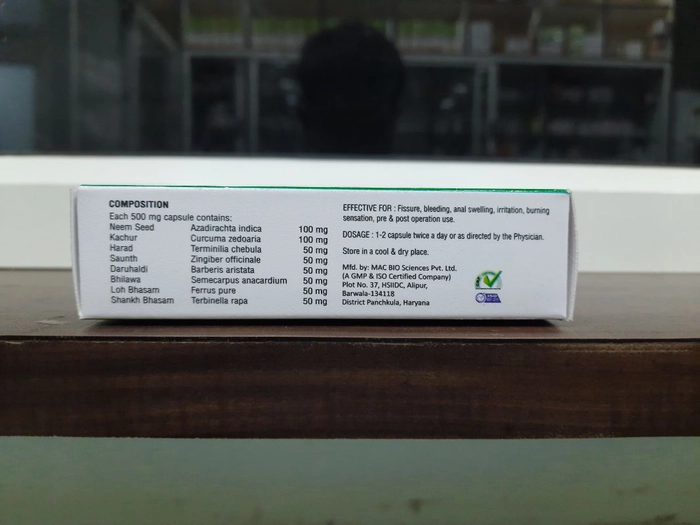 COMPOSITION
Each 500 mg capsule contains:
Neem Seed Azadirachta indica 100 mg
Kachur Curcuma zedoaria 100 mg
Harad Terminilia chebula 50 mg
Saunth Zingiber officinale 50 mg
Daruhaldi Barberis aristata 50 mg
Bhilawa Semecarpus anacardium 50 mg
Loh Bhasam Ferrus pure 50 mg
Shankh Bhasam Terbinella rapa 50 mg
EFFECTIVE FOR : Fissure, bleeding, anal swelling, irritation, burning
sensation, pre & post operation use.
DOSAGE : 1-2 capsule twice a day or as directed by the Physician.
Store in a cool & dry place.
Mfd. by: MAC BIO Sciences Pvt. Ltd.
(A GMP & ISO Certified Company)
Plot No. 37, HSIIDC, Alipur,
Barwala-134118
District Panchkula, Haryana